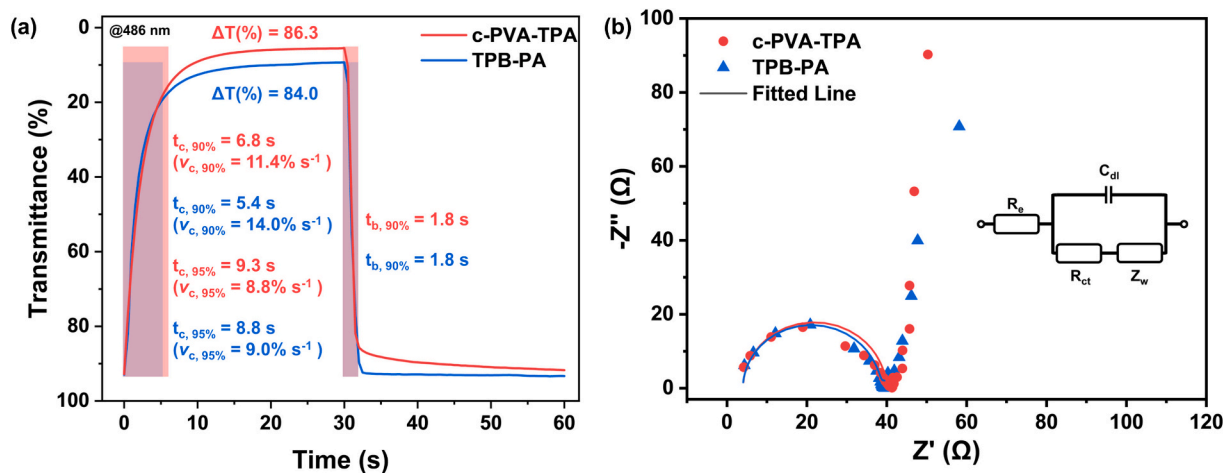 (a)
@486 nm
ΔT(%) = 86.3
c-PVA-TPA
TPB-PA
ΔT(%) = 84.0
t_c, 90% = 6.8 s
(v_c, 90% = 11.4% s⁻¹ )
t_c, 90% = 5.4 s
(v_c, 90% = 14.0% s⁻¹ )
t_c, 95% = 9.3 s
(v_c, 95% = 8.8% s⁻¹ )
t_c, 95% = 8.8 s
(v_c, 95% = 9.0% s⁻¹ )
t_b, 90% = 1.8 s
t_b, 90% = 1.8 s
0
20
40
60
80
100
Transmittance (%)
0 10 20 30 40 50 60
Time (s)
(b)
c-PVA-TPA
TPB-PA
Fitted Line
C_dl
R_e
R_ct
Z_w
-100
-80
-60
-40
-20
0
-Z'' (Ω)
0 20 40 60 80 100 120
Z' (Ω)